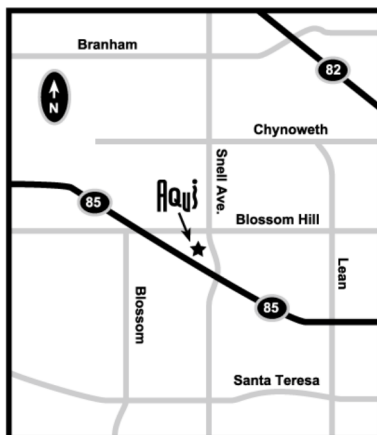 Branham
82
N
Chynoweth
Snell Ave.
Aqui
85
Blossom Hill
Lean
Blossom
85
Santa Teresa